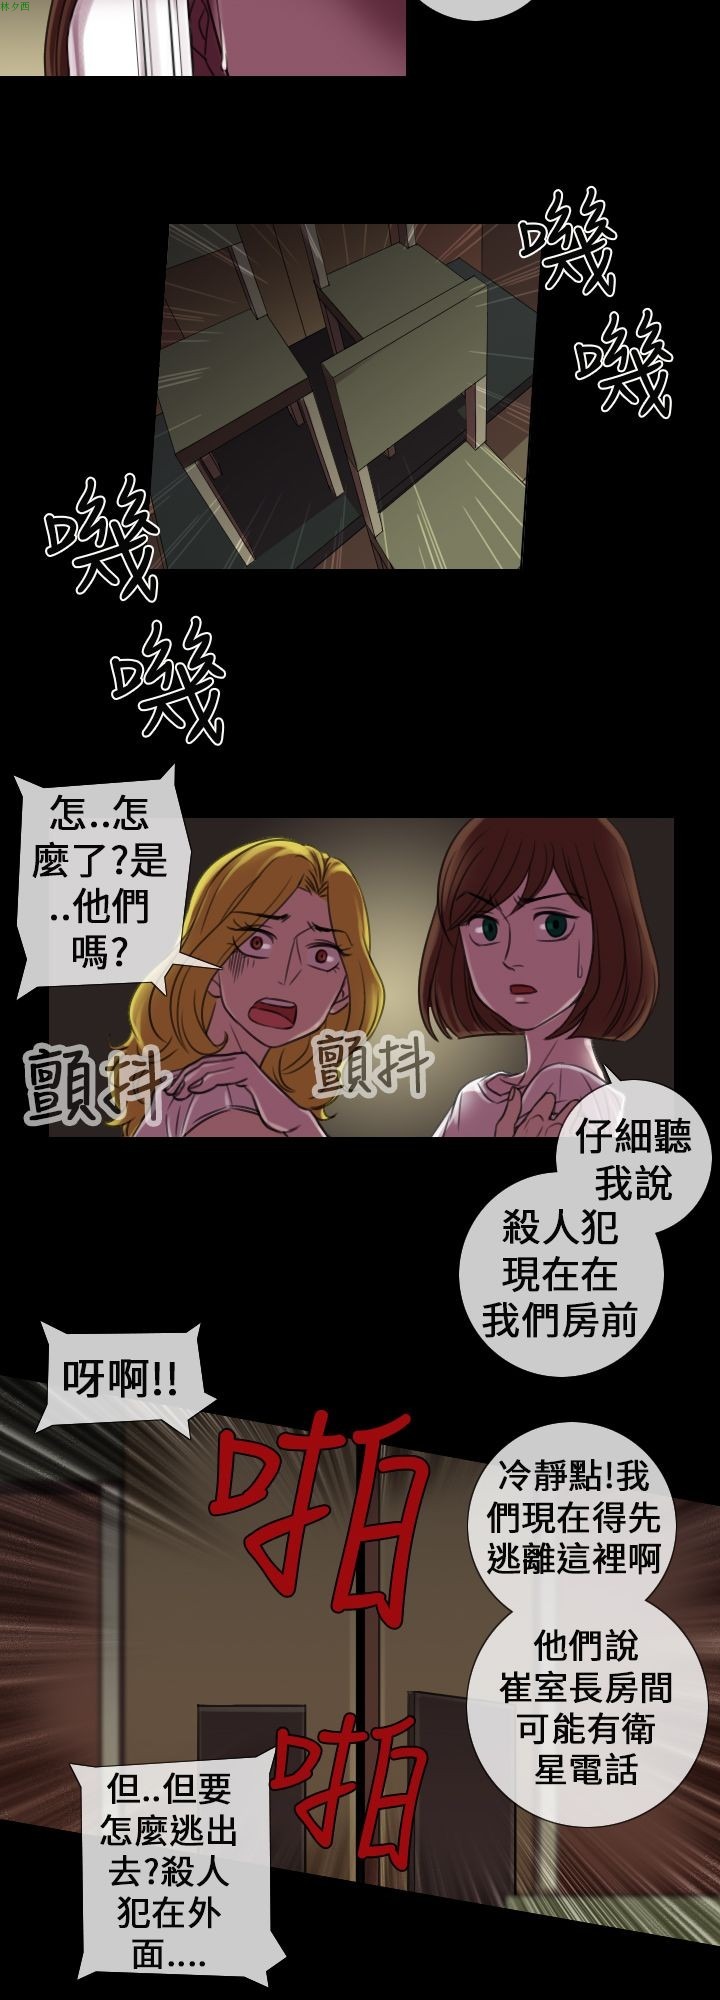 林夕西
嘰
嘰
嘰
嘰
怎..怎
麼了?是
..他們
嗎?
顫抖
顫抖
仔細聽
我說
殺人犯
現在在
我們房前
呀啊!!
啪
冷靜點!我
們現在得先
逃離這裡啊
他們說
崔室長房間
可能有衛
星電話
啪
但..但要
怎麼逃出
去?殺人
犯在外
面....